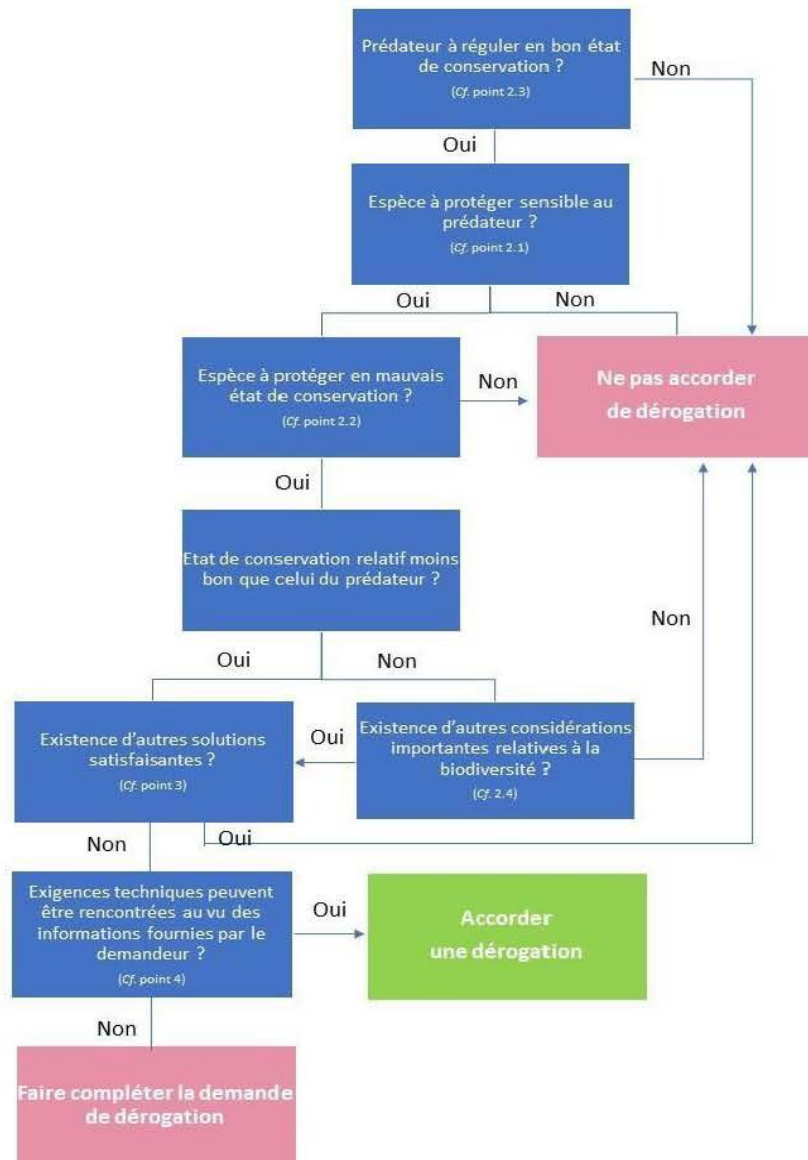 Prédateur à réguler en bon état
de conservation ?
(Cf. point 2.3)
Non
Oui
Espèce à protéger sensible au
prédateur ?
(Cf. point 2.1)
Oui
Non
Espèce à protéger en mauvais
état de conservation ?
(Cf. point 2.2)
Non
Ne pas accorder
de dérogation
Oui
Etat de conservation relatif moins
bon que celui du prédateur ?
Non
Oui
Non
Existence d'autres solutions
satisfaisantes ?
(Cf. point 3)
Oui
Existence d'autres considérations
importantes relatives à la
biodiversité ?
(Cf. 2.4)
Non
Oui
Exigences techniques peuvent
être rencontrées au vu des
informations fournies par le
demandeur ?
(Cf. point 4)
Oui
Accorder
une dérogation
Non
Faire compléter la demande
de dérogation